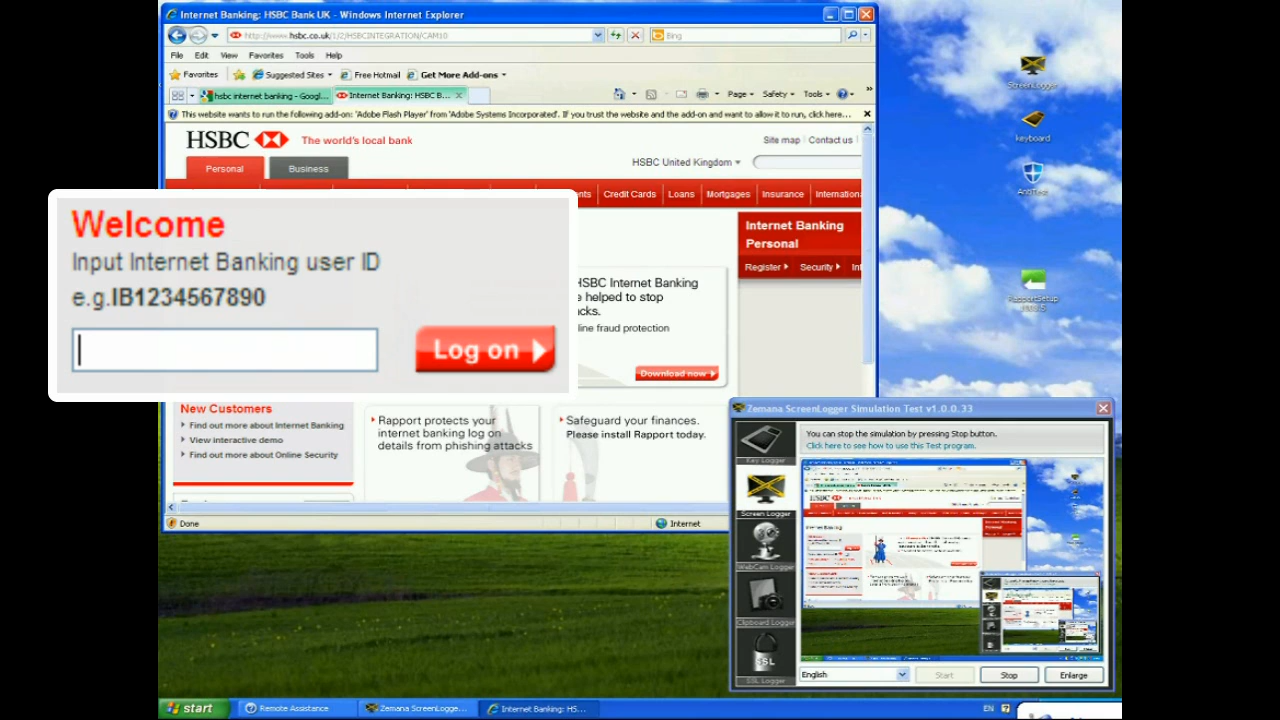 Internet Banking: HSBC Bank UK - Windows Internet Explorer
http://www.hsbc.co.uk/1/2/HSBCINTEGRATION/CAM10
Bing
File Edit View Favorites Tools Help
Favorites Suggested Sites Free Hotmail Get More Add-ons
hsbc internet banking - Googl... Internet Banking: HSBC B... Page Safety Tools
This website wants to run the following add-on: 'Adobe Flash Player' from 'Adobe Systems Incorporated'. If you trust the website and the add-on and want to allow it to run, click here...
HSBC The world's local bank
Site map Contact us
HSBC United Kingdom
Personal Business
Credit Cards Loans Mortgages Insurance
Internet Banking
Personal
Register Security
Welcome
Input Internet Banking user ID
e.g.IB1234567890
Log on
HSBC Internet Banking
helped to stop
fraud protection
Download now
New Customers
Find out more about Internet Banking
View interactive demo
Find out more about Online Security
Rapport protects your
internet banking log on
details from phishing attacks
Safeguard your finances.
Please install Rapport today.
Done Internet
ScreenLogger
keyboard
AntiTest
Zemana ScreenLogger Simulation Test v1.0.0.33
You can stop the simulation by pressing Stop button.
Click here to see how to use this Test program.
Key Logger
Screen Logger
WebCam Logger
Clipboard Logger
SSL
SSL Logger
English Start Stop Enlarge
start Remote Assistance Zemana ScreenLogge... Internet Banking: HS... EN